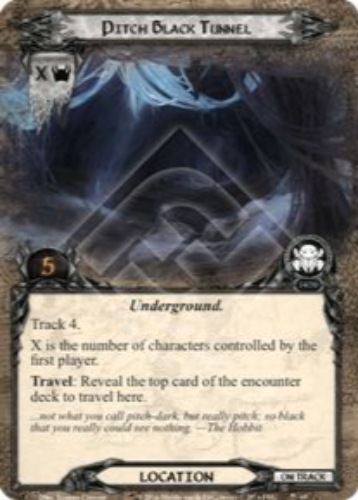 Pitch Black Tunnel
X
5
Underground.
Track 4.
X is the number of characters controlled by the
first player.
Travel: Reveal the top card of the encounter
deck to travel here.
...not what you call pitch-dark, but really pitch: so black
that you really could see nothing. —The Hobbit
LOCATION
ON TRACK